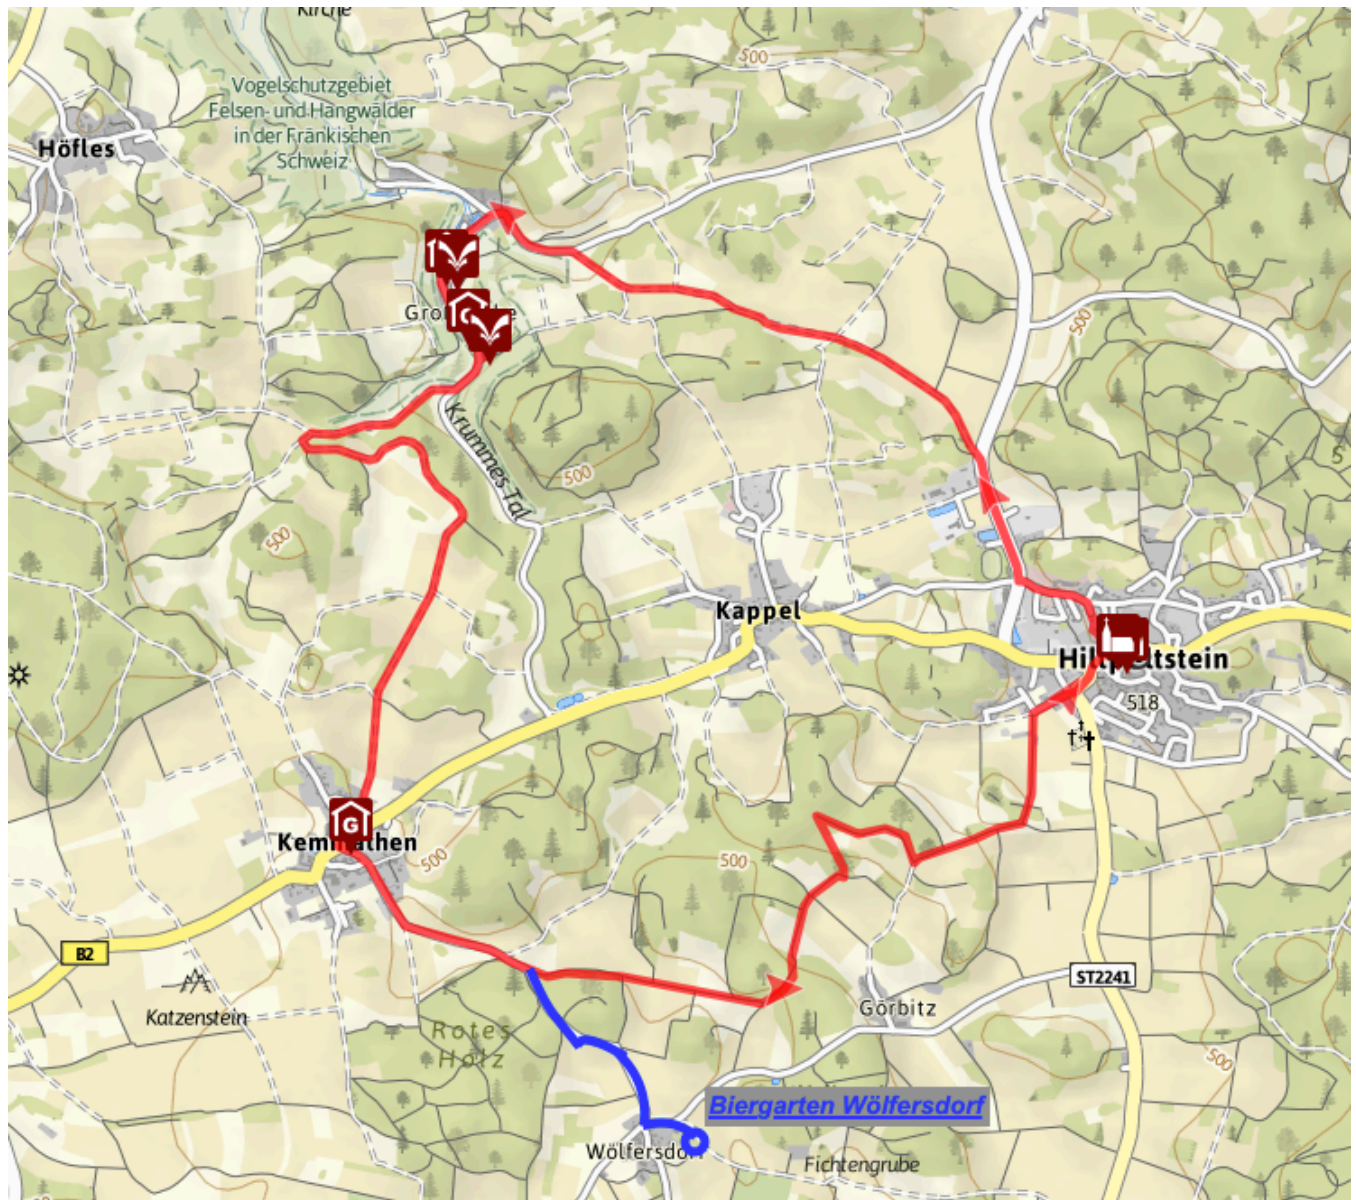 Kirche
500
Vogelschutzgebiet
Felsen- und Hangwälder
in der Fränkischen
Schweiz
Höfles
500
Krummes Tal
500
500
Kappel
518
G
Kemmathen
500
500
B2
ST2241
Katzenstein
Rotes
Holz
Görbitz
500
Biergarten Wölfersdorf
Wölfersdorf
Fichtengrube